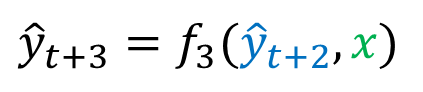 ŷₜ₊₃ = f₃(ŷₜ₊₂, x)